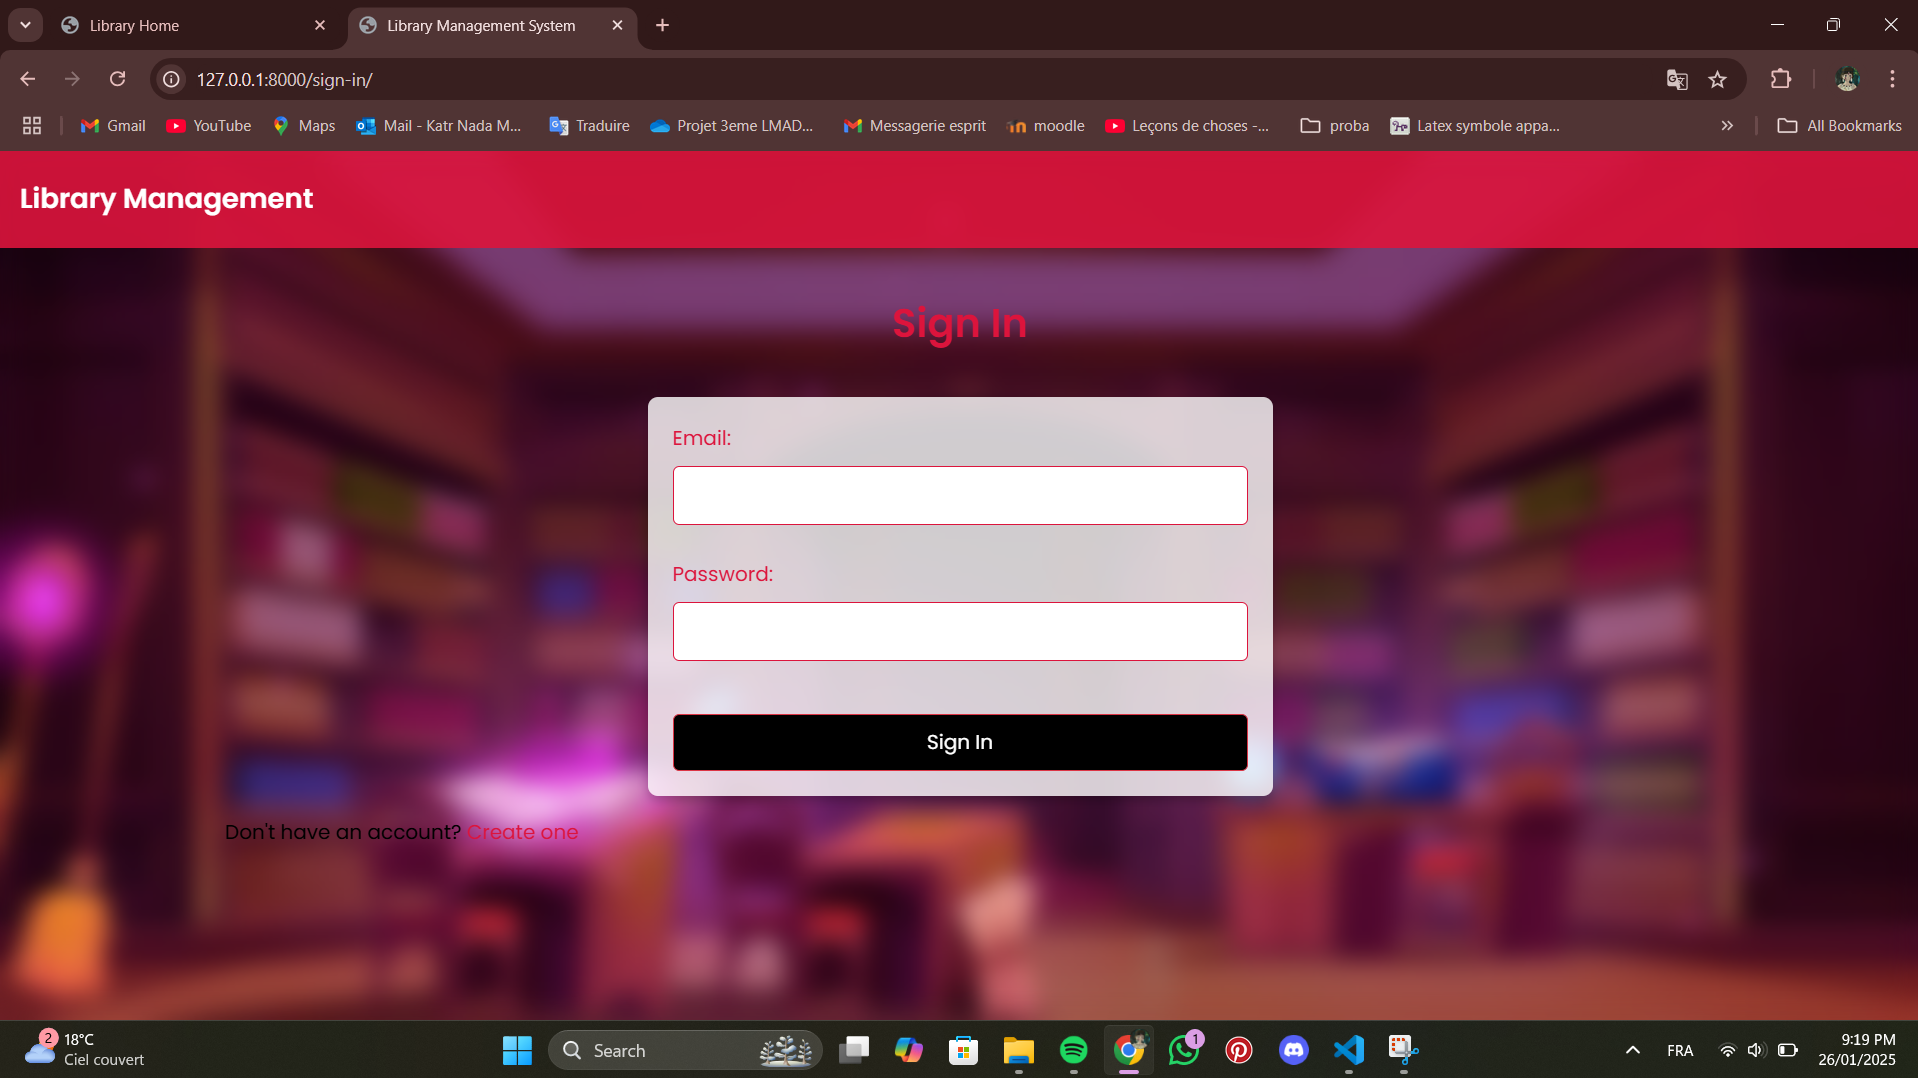 Library Home
Library Management System
127.0.0.1:8000/sign-in/
Gmail
YouTube
Maps
Mail - Katr Nada M...
Traduire
Projet 3eme LMAD...
Messagerie esprit
moodle
Leçons de choses -...
proba
Latex symbole appa...
All Bookmarks
Library Management
Sign In
Email:
Password:
Sign In
Don't have an account? Create one
2
18°C
Ciel couvert
Search
1
FRA
9:19 PM
26/01/2025